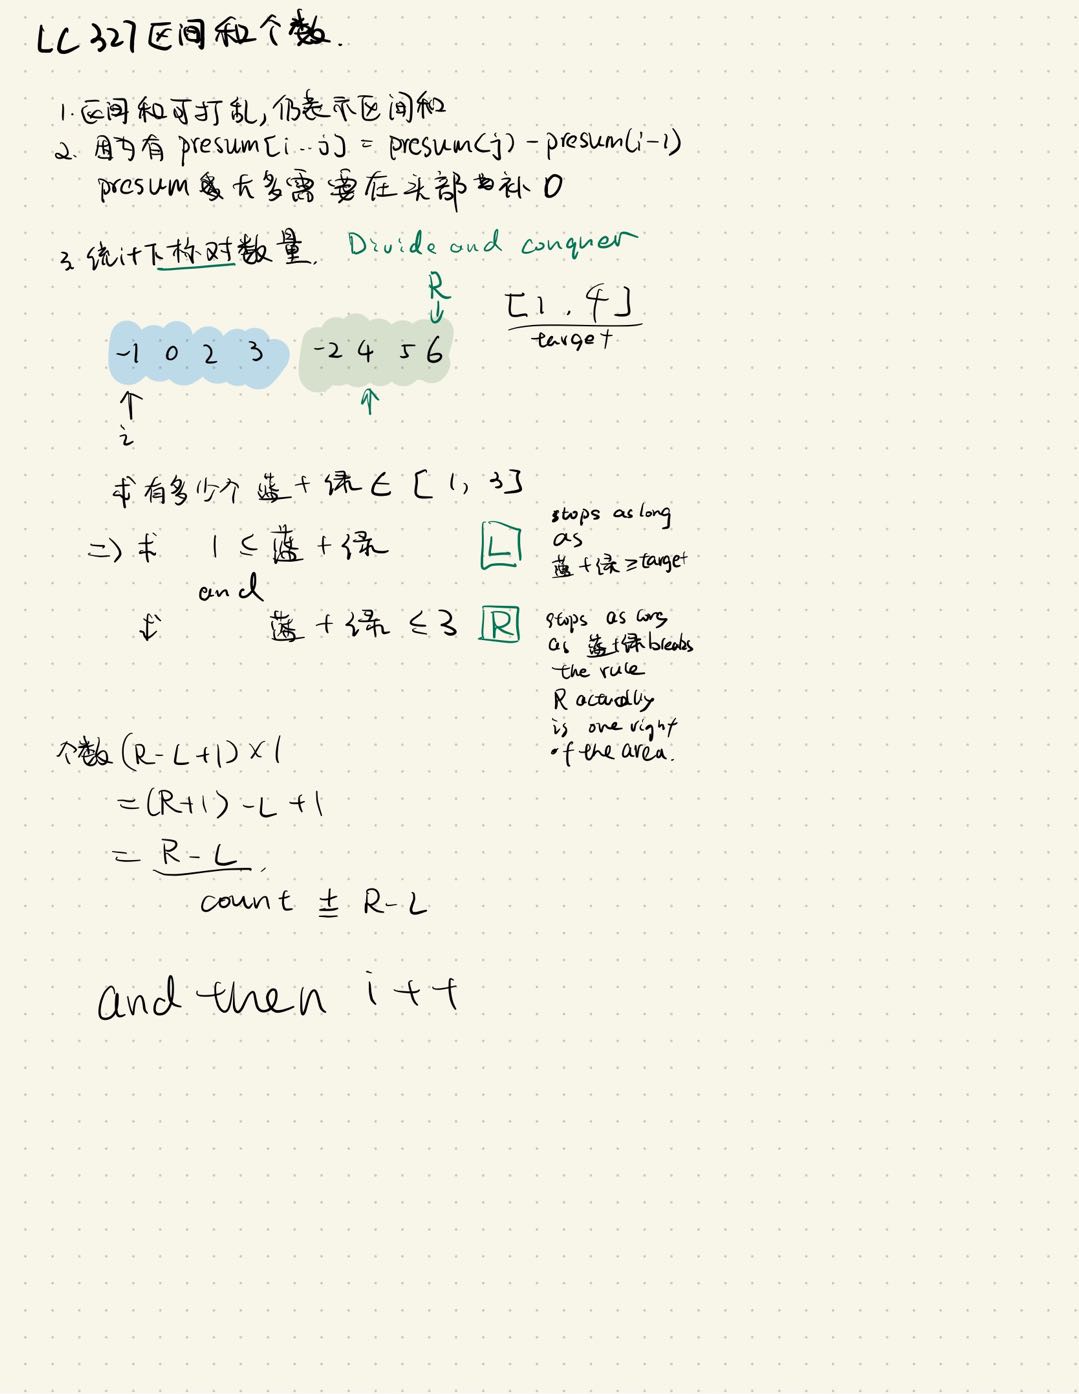 LC 327 区间和个数.
1. 区间和可打乱,仍表示区间和
2. 因为有 presum[i...j] = presum(j) - presum(i-1)
presum 大多需要在头部 补 0
3. 统计下标对数量. Divide and conquer
R
[1, 4]
target
-1 0 2 3 -2 4 5 6
i
求有多少个 蓝 + 绿 ∈ [1, 3]
=> 求 1 ≤ 蓝 + 绿 L
stops as long
as
蓝 + 绿 ≥ target
and
求 蓝 + 绿 ≤ 3 R
stops as long
as 蓝+绿 breaks
the rule
R actually
is one right
of the area.
个数 (R - L + 1) × 1
= (R+1) - L + 1
= R - L.
count ± R - L
and then i++